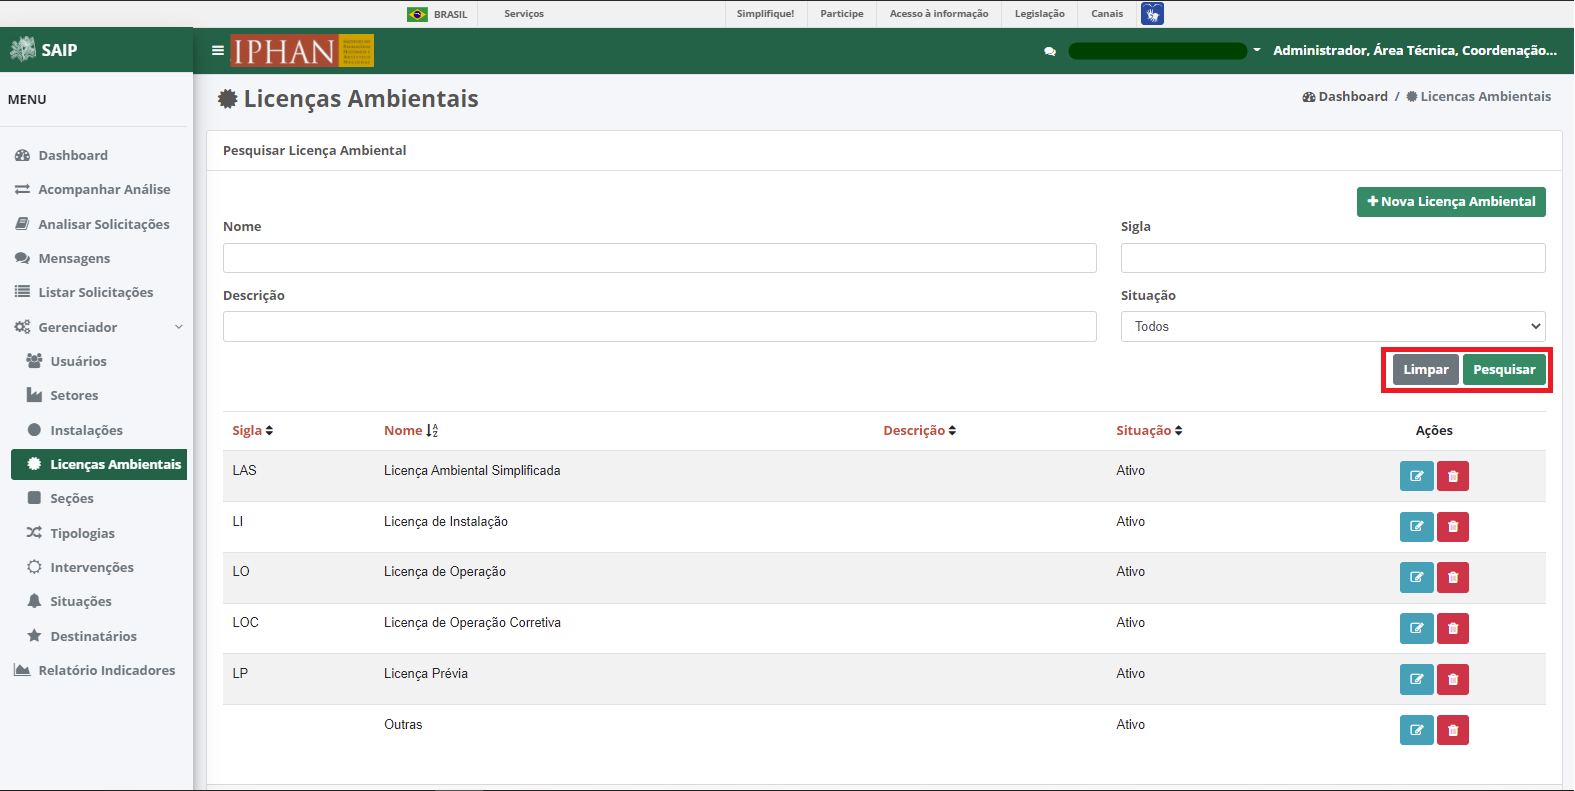 BRASIL Serviços Simplifique! Participe Acesso à informação Legislação Canais
SAIP
IPHAN
Administrador, Área Técnica, Coordenação...
MENU
Dashboard
Acompanhar Análise
Analisar Solicitações
Mensagens
Listar Solicitações
Gerenciador
Usuários
Setores
Instalações
Licenças Ambientais
Seções
Tipologias
Intervenções
Situações
Destinatários
Relatório Indicadores
Licenças Ambientais
Dashboard / Licencas Ambientais
Pesquisar Licença Ambiental
Nova Licença Ambiental
Nome Sigla
Descrição Situação
Todos
Limpar Pesquisar
Sigla Nome Descrição Situação Ações
LAS Licença Ambiental Simplificada Ativo
LI Licença de Instalação Ativo
LO Licença de Operação Ativo
LOC Licença de Operação Corretiva Ativo
LP Licença Prévia Ativo
Outras Ativo